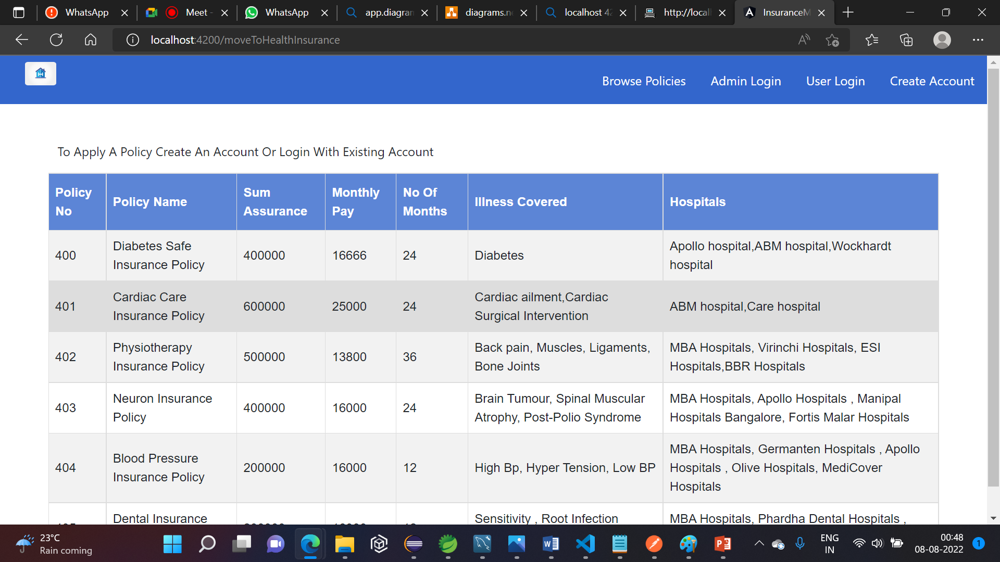 WhatsApp
Meet -
WhatsApp
app.diagran
diagrams.ne
localhost 42
http://local
InsuranceM
localhost:4200/moveToHealthInsurance
Browse Policies
Admin Login
User Login
Create Account
To Apply A Policy Create An Account Or Login With Existing Account
Policy
No
Policy Name
Sum
Assurance
Monthly
Pay
No Of
Months
Illness Covered
Hospitals
400
Diabetes Safe
Insurance Policy
400000
16666
24
Diabetes
Apollo hospital,ABM hospital,Wockhardt
hospital
401
Cardiac Care
Insurance Policy
600000
25000
24
Cardiac ailment,Cardiac
Surgical Intervention
ABM hospital,Care hospital
402
Physiotherapy
Insurance Policy
500000
13800
36
Back pain, Muscles, Ligaments,
Bone Joints
MBA Hospitals, Virinchi Hospitals, ESI
Hospitals,BBR Hospitals
403
Neuron Insurance
Policy
400000
16000
24
Brain Tumour, Spinal Muscular
Atrophy, Post-Polio Syndrome
MBA Hospitals, Apollo Hospitals , Manipal
Hospitals Bangalore, Fortis Malar Hospitals
404
Blood Pressure
Insurance Policy
200000
16000
12
High Bp, Hyper Tension, Low BP
MBA Hospitals, Germanten Hospitals , Apollo
Hospitals , Olive Hospitals, MediCover
Hospitals
Dental Insurance
Sensitivity , Root Infection
MBA Hospitals, Phardha Dental Hospitals ,
23°C
Rain coming
ENG
IN
00:48
08-08-2022
1